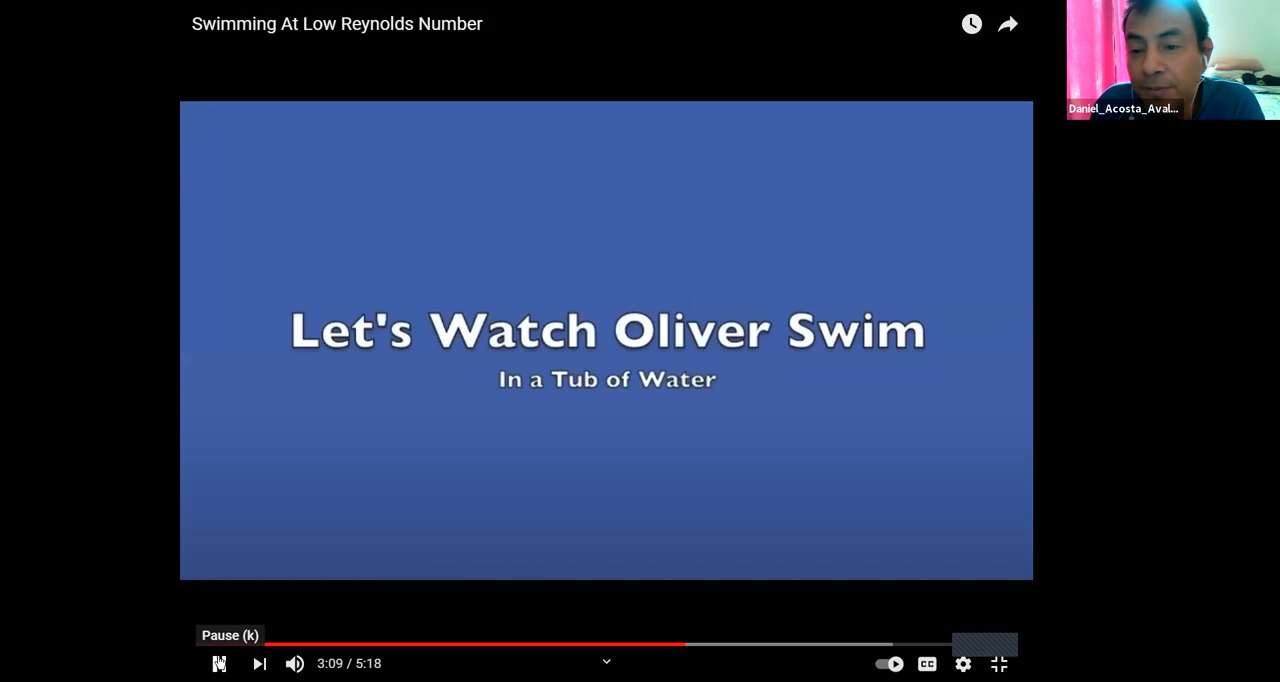 Swimming At Low Reynolds Number
Daniel_Acosta_Aval...
Let's Watch Oliver Swim
In a Tub of Water
Pause (k)
3:09 / 5:18
CC